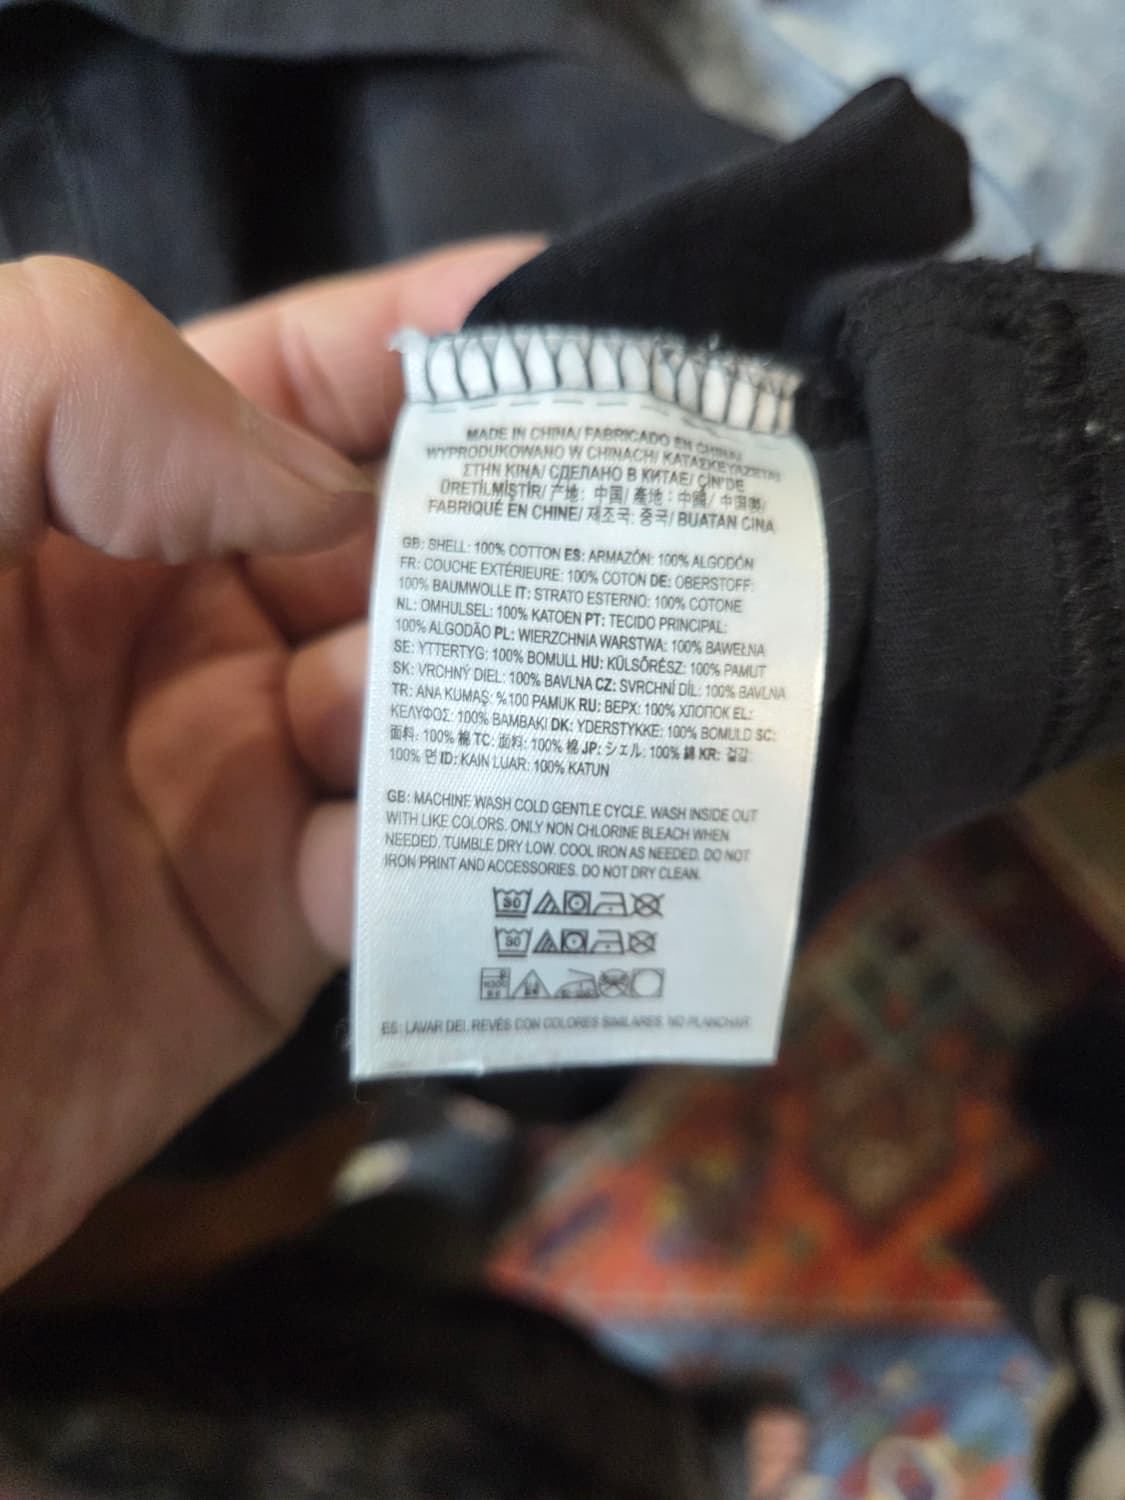 MADE IN CHINA/ FABRICADO EN CHINA/
WYPRODUKOWANO W CHINACH/ ΚΑΤΑΣΚΕΥΑΖΕΤΑΙ
ΣΤΗΝ ΚΙΝΑ/ СДЕЛАНО В КИТАЕ/ ÇİN'DE
ÜRETİLMİŞTİR/ 产地: 中国/ 產地: 中國/ 中国製/
FABRIQUÉ EN CHINE/ 제조국: 중국/ BUATAN CINA
GB: SHELL: 100% COTTON ES: ARMAZÓN: 100% ALGODÓN
FR: COUCHE EXTÉRIEURE: 100% COTON DE: OBERSTOFF:
100% BAUMWOLLE IT: STRATO ESTERNO: 100% COTONE
NL: OMHULSEL: 100% KATOEN PT: TECIDO PRINCIPAL:
100% ALGODÃO PL: WIERZCHNIA WARSTWA: 100% BAWEŁNA
SE: YTTERTYG: 100% BOMULL HU: KÜLSŐRÉSZ: 100% PAMUT
SK: VRCHNÝ DIEL: 100% BAVLNA CZ: SVRCHNÍ DÍL: 100% BAVLNA
TR: ANA KUMAŞ: %100 PAMUK RU: ВЕРХ: 100% ХЛОПОК EL:
ΚΕΛΥΦΟΣ: 100% ΒΑΜΒΑΚΙ DK: YDERSTYKKE: 100% BOMULD SC:
面料: 100% 棉 TC: 面料: 100% 棉 JP: シェル: 100% 綿 KR: 겉감:
100% 면 ID: KAIN LUAR: 100% KATUN
GB: MACHINE WASH COLD GENTLE CYCLE. WASH INSIDE OUT
WITH LIKE COLORS. ONLY NON CHLORINE BLEACH WHEN
NEEDED. TUMBLE DRY LOW. COOL IRON AS NEEDED. DO NOT
IRON PRINT AND ACCESSORIES. DO NOT DRY CLEAN.
30
30
ES: LAVAR DEL REVÉS CON COLORES SIMILARES. NO PLANCHAR